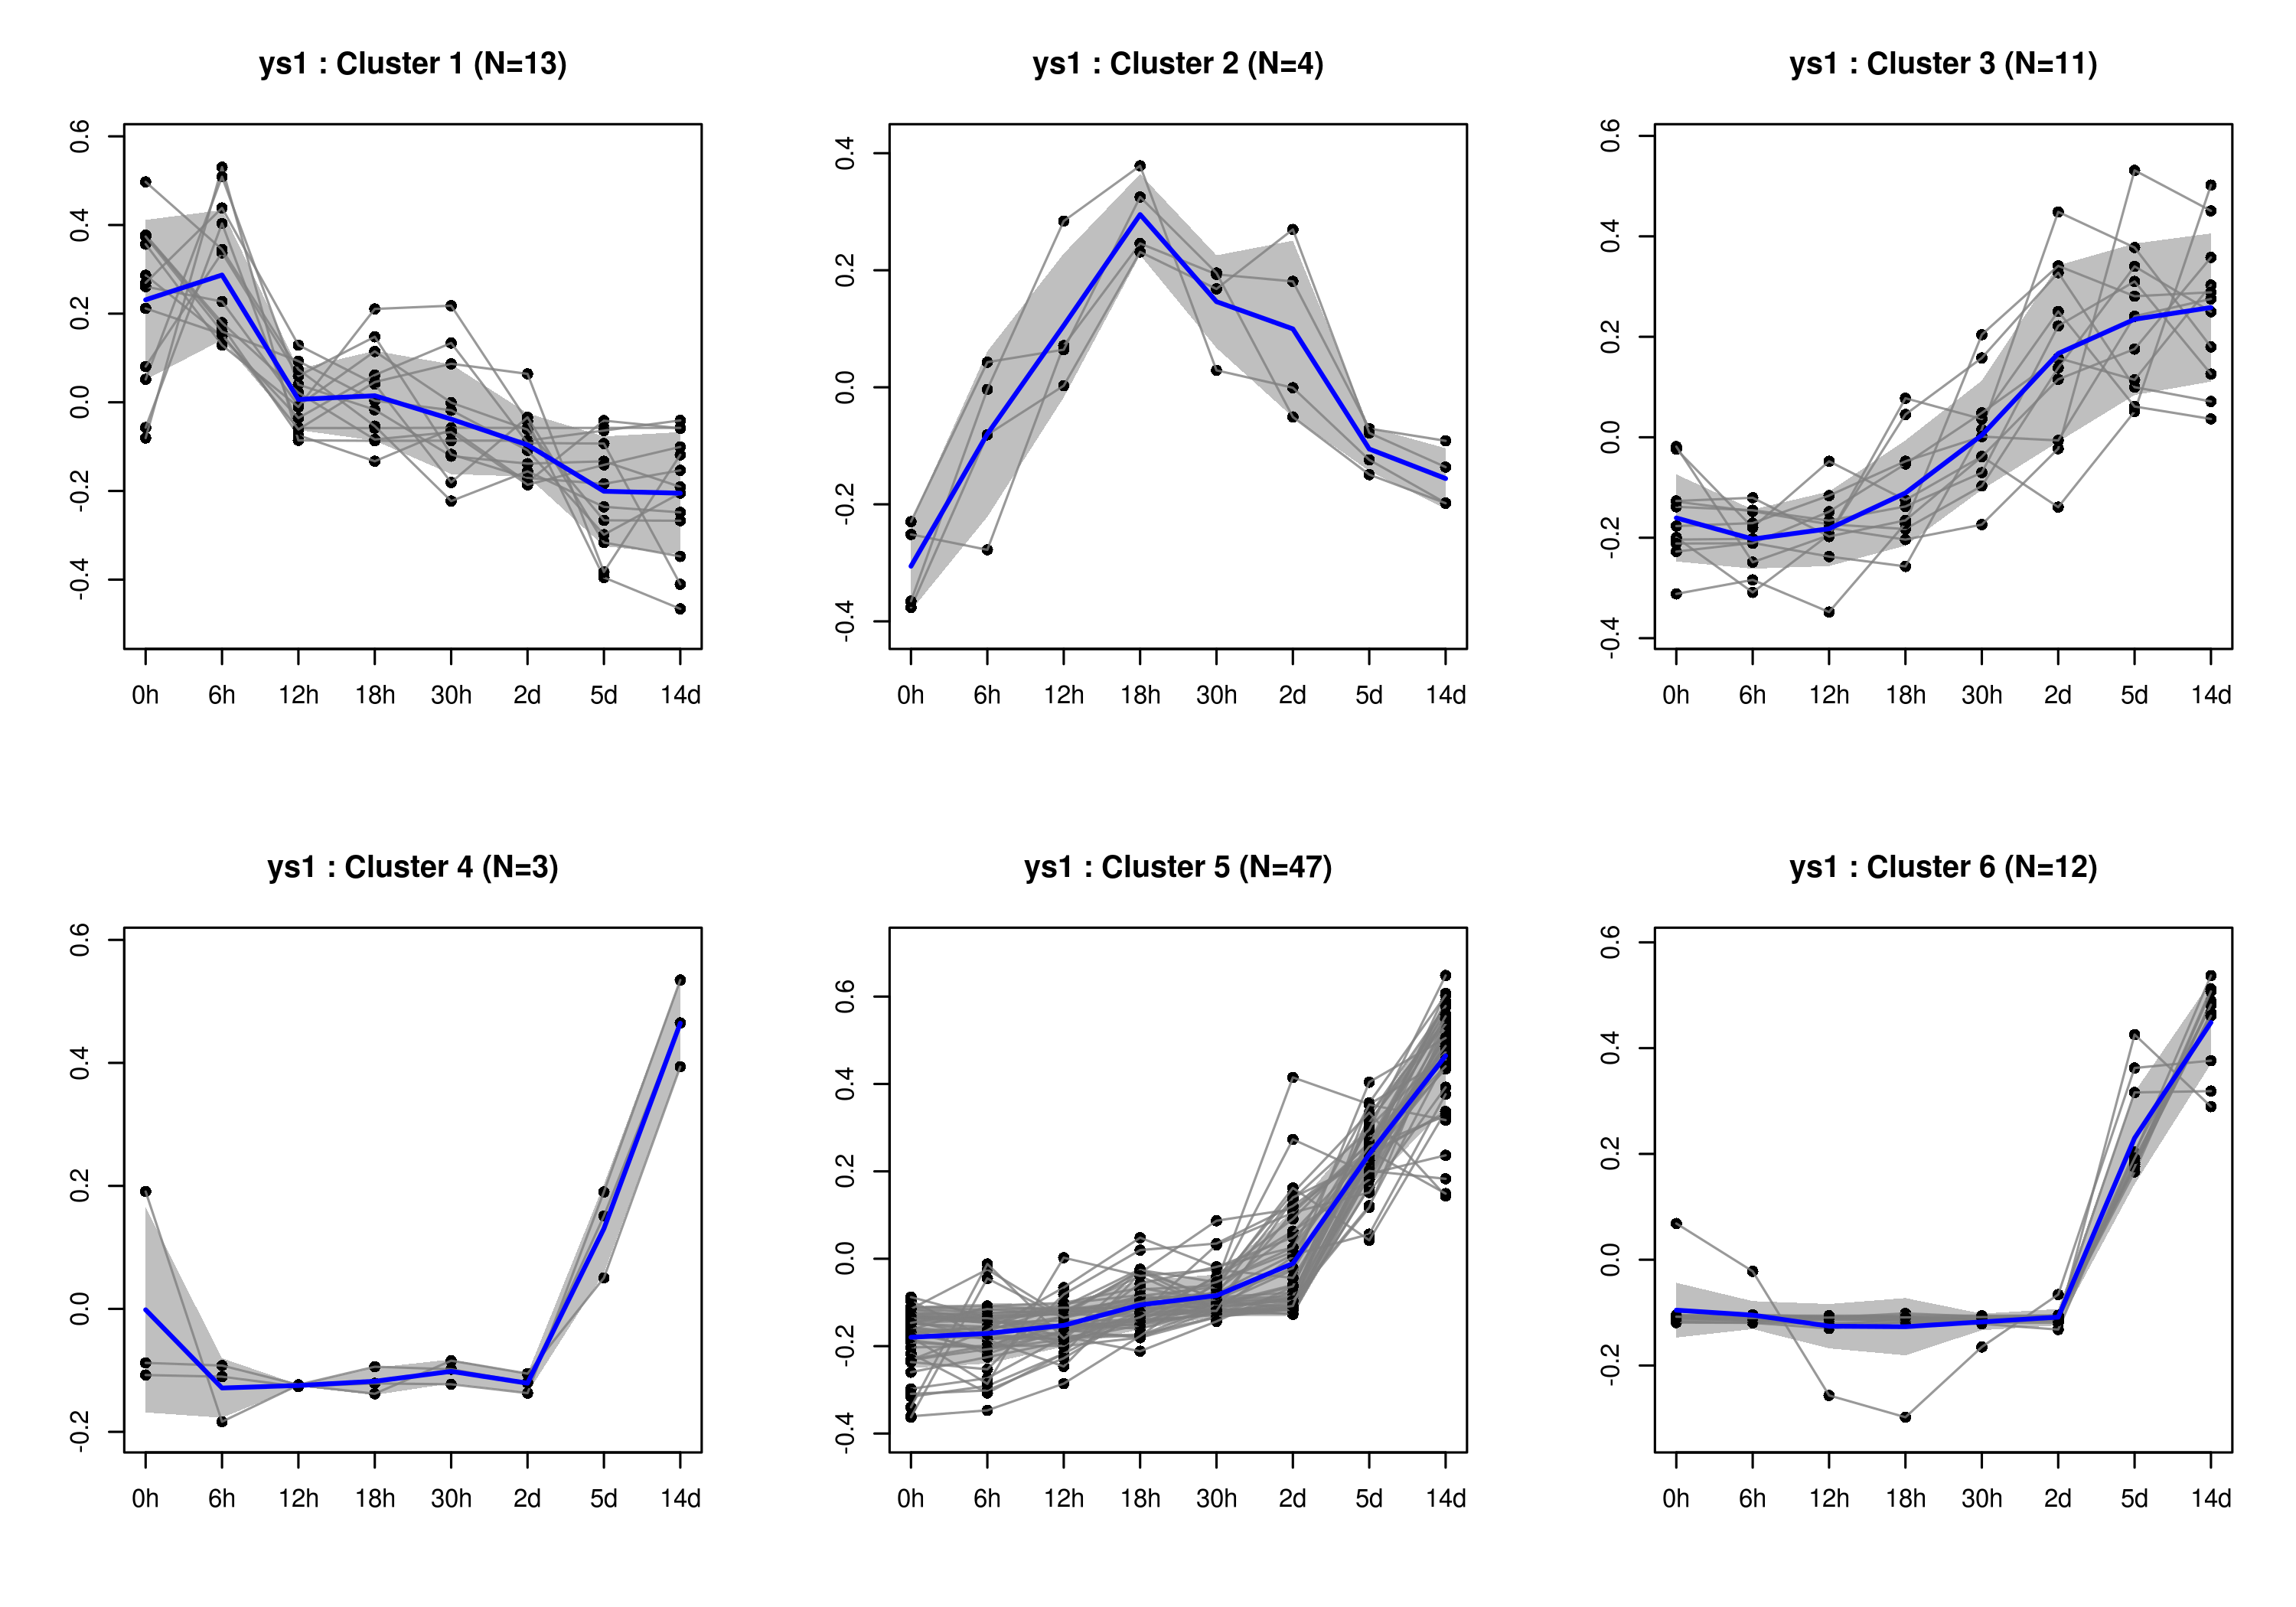 ys1 : Cluster 1 (N=13)
0.6
0.4
0.2
0.0
-0.2
-0.4
0h 6h 12h 18h 30h 2d 5d 14d
ys1 : Cluster 2 (N=4)
0.4
0.2
0.0
-0.2
-0.4
0h 6h 12h 18h 30h 2d 5d 14d
ys1 : Cluster 3 (N=11)
0.6
0.4
0.2
0.0
-0.2
-0.4
0h 6h 12h 18h 30h 2d 5d 14d
ys1 : Cluster 4 (N=3)
0.6
0.4
0.2
0.0
-0.2
0h 6h 12h 18h 30h 2d 5d 14d
ys1 : Cluster 5 (N=47)
0.6
0.4
0.2
0.0
-0.2
-0.4
0h 6h 12h 18h 30h 2d 5d 14d
ys1 : Cluster 6 (N=12)
0.6
0.4
0.2
0.0
-0.2
0h 6h 12h 18h 30h 2d 5d 14d